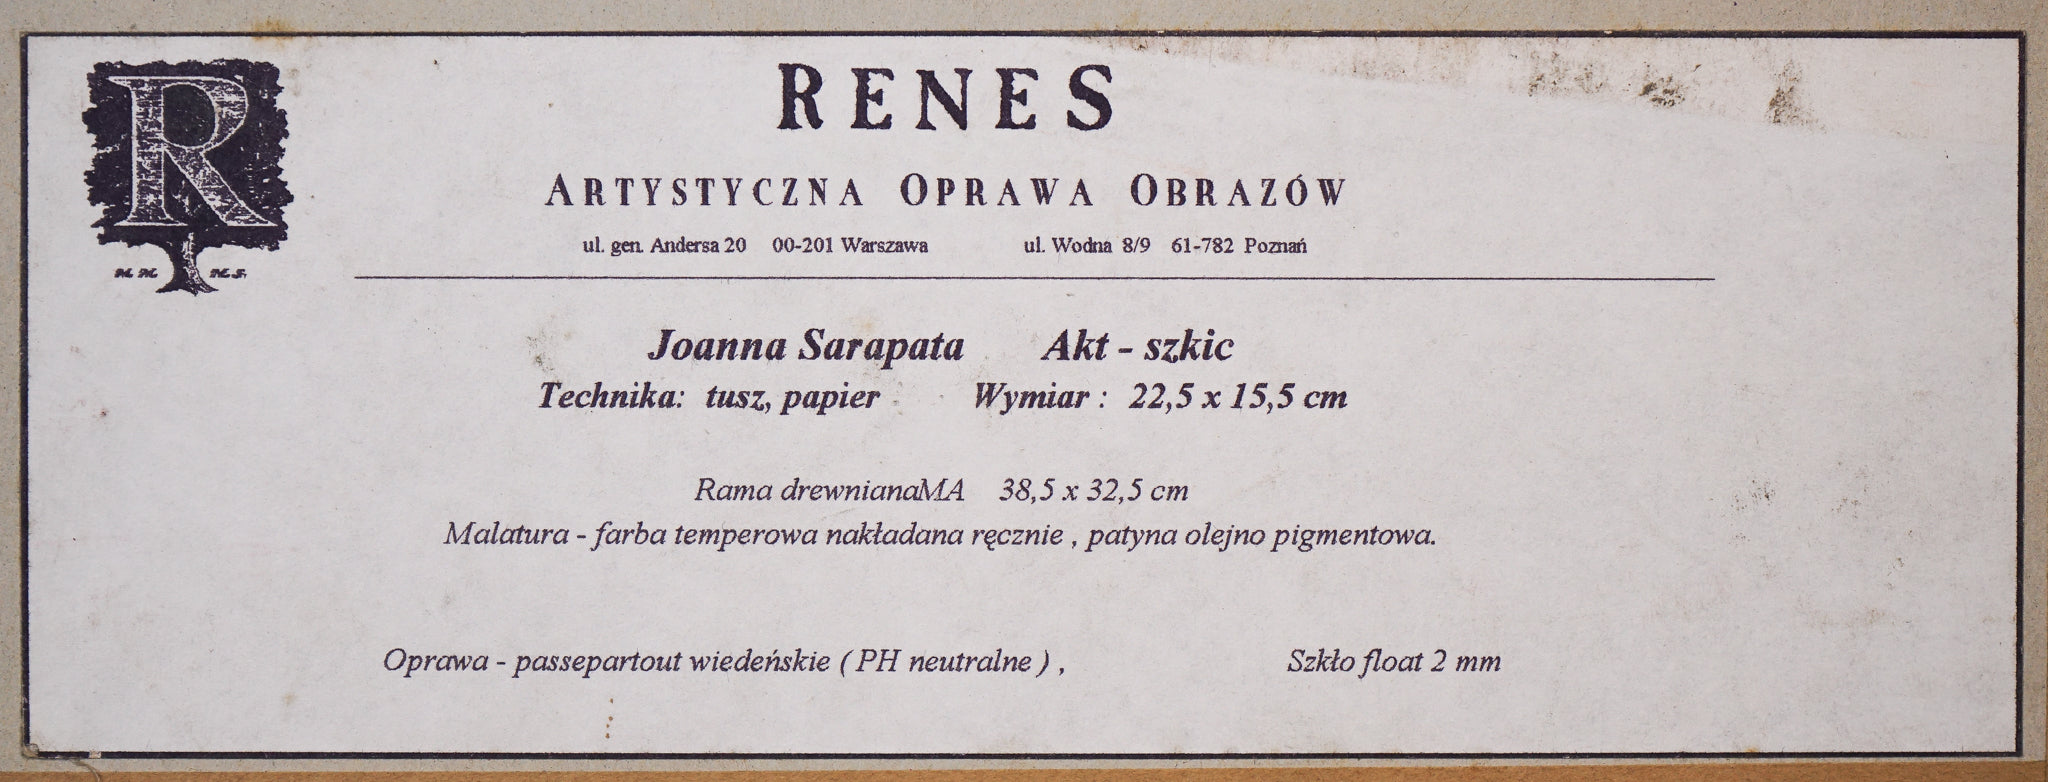 R
RENES
ARTYSTYCZNA OPRAWA OBRAZÓW
ul. gen. Andersa 20 00-201 Warszawa ul. Wodna 8/9 61-782 Poznań
Joanna Sarapata Akt - szkic
Technika: tusz, papier Wymiar : 22,5 x 15,5 cm
Rama drewnianaMA 38,5 x 32,5 cm
Malatura - farba temperowa nakładana ręcznie , patyna olejno pigmentowa.
Oprawa - passepartout wiedeńskie ( PH neutralne ) , Szkło float 2 mm